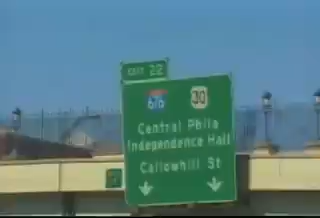 EXIT 22
676 30
Central Phila
Independence Hall
Callowhill St